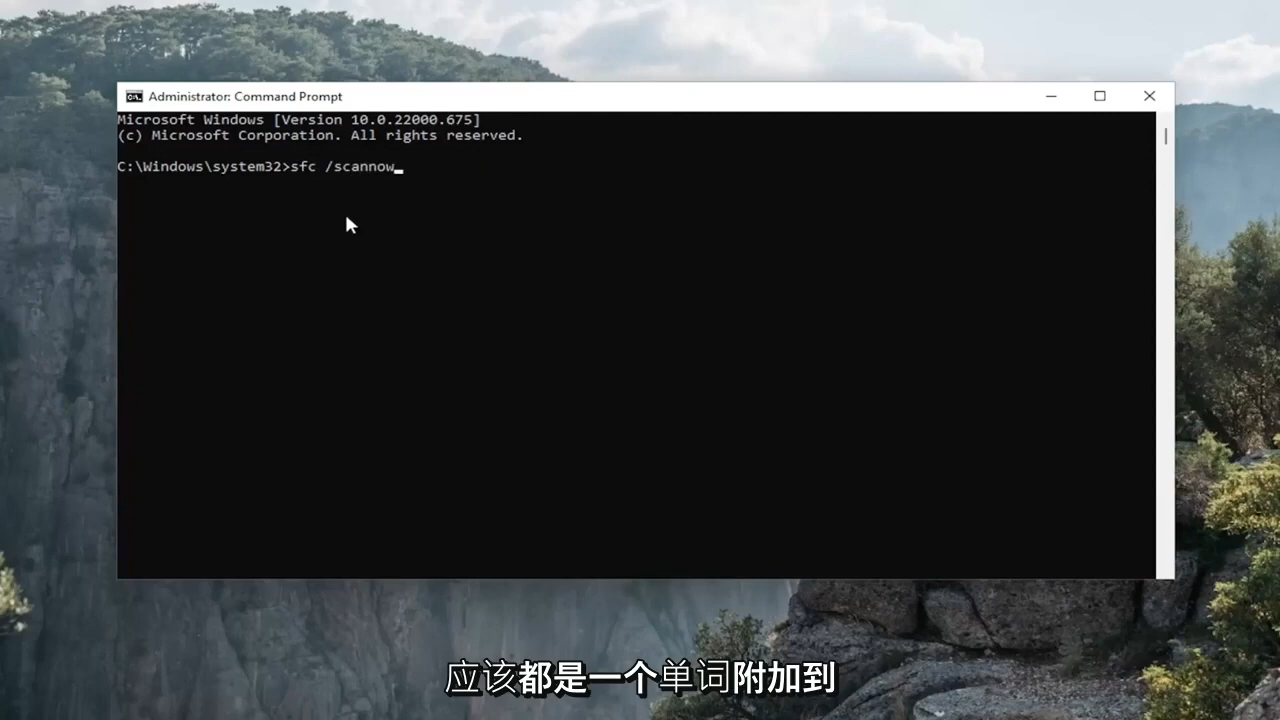 Administrator: Command Prompt
Microsoft Windows [Version 10.0.22000.675]
(c) Microsoft Corporation. All rights reserved.
C:\Windows\system32>sfc /scannow
应该都是一个单词附加到